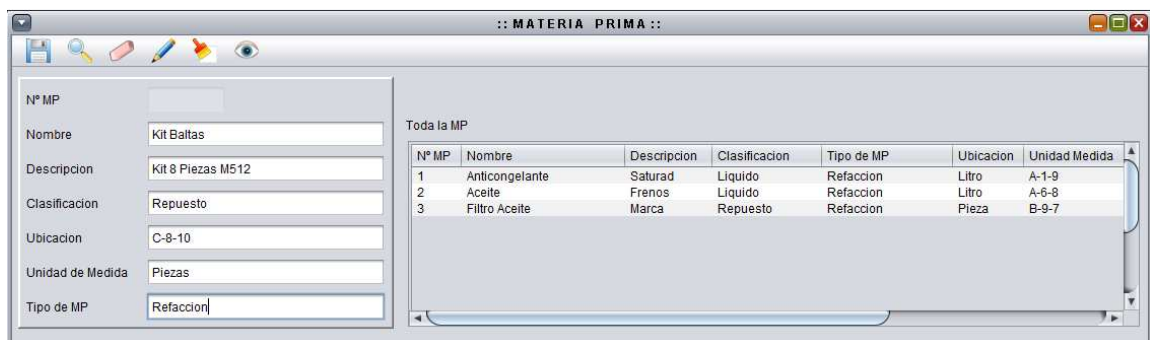 :: MATERIA PRIMA ::
Nº MP
Nombre Kit Baltas
Descripcion Kit 8 Piezas M512
Clasificacion Repuesto
Ubicacion C-8-10
Unidad de Medida Piezas
Tipo de MP Refaccion
Toda la MP
Nº MP Nombre Descripcion Clasificacion Tipo de MP Ubicacion Unidad Medida
1 Anticongelante Saturad Liquido Refaccion Litro A-1-9
2 Aceite Frenos Liquido Refaccion Litro A-6-8
3 Filtro Aceite Marca Repuesto Refaccion Pieza B-9-7